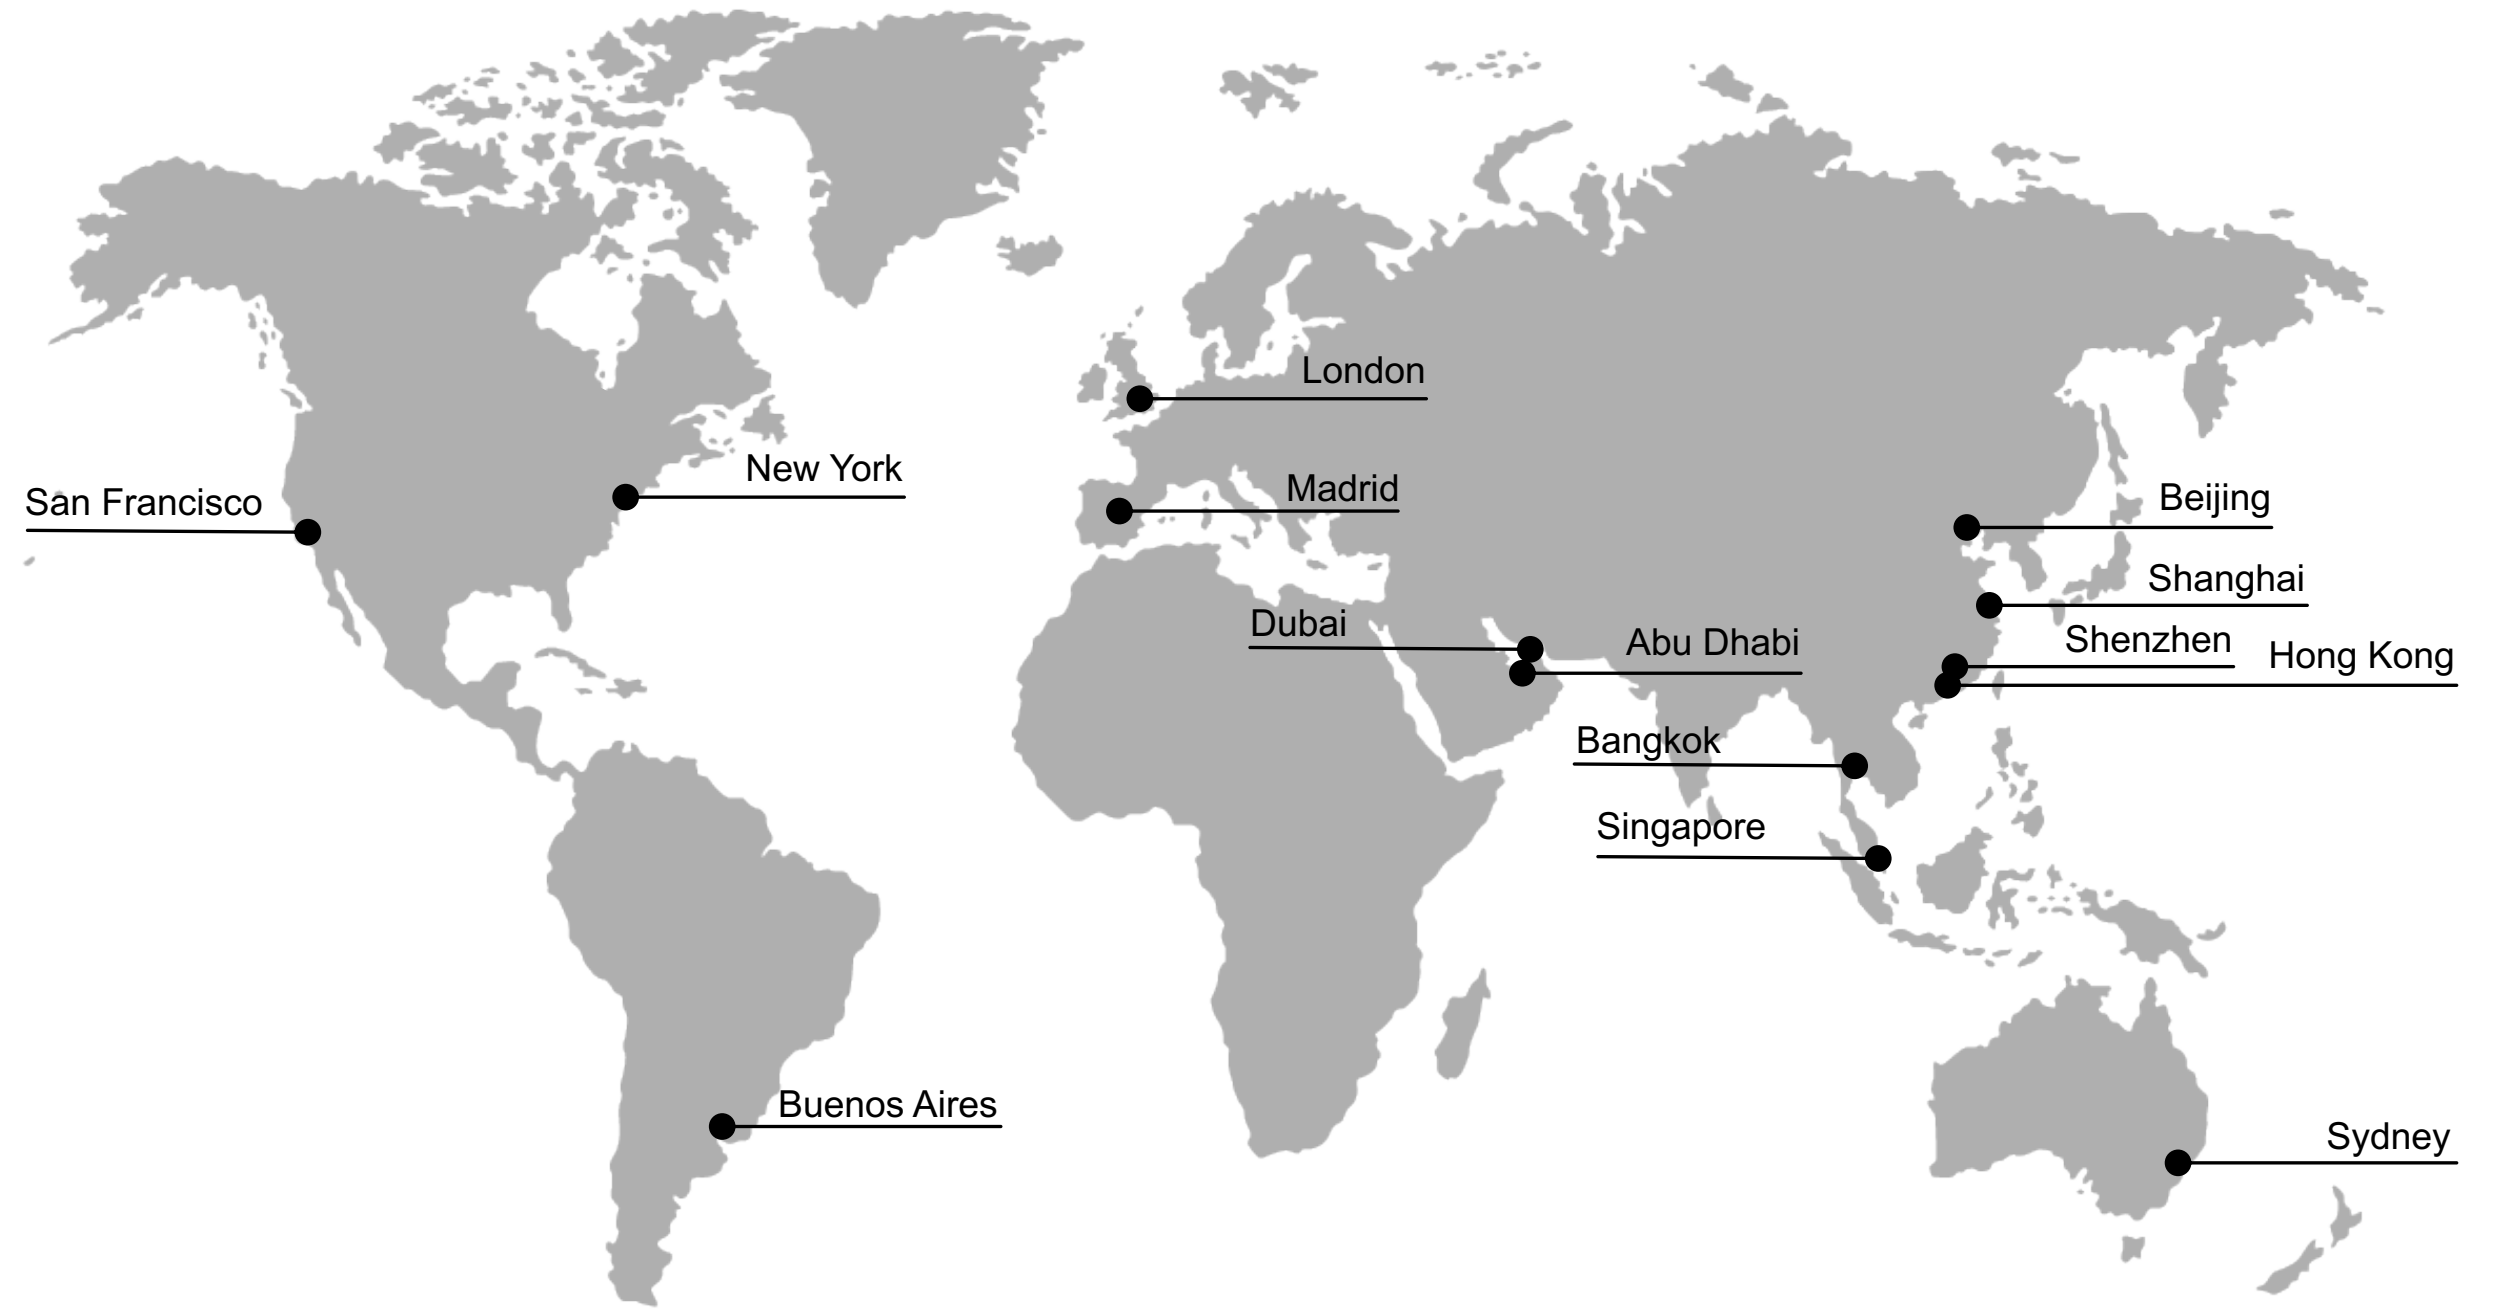 London
New York
Madrid
San Francisco
Beijing
Shanghai
Dubai
Abu Dhabi
Shenzhen
Hong Kong
Bangkok
Singapore
Buenos Aires
Sydney